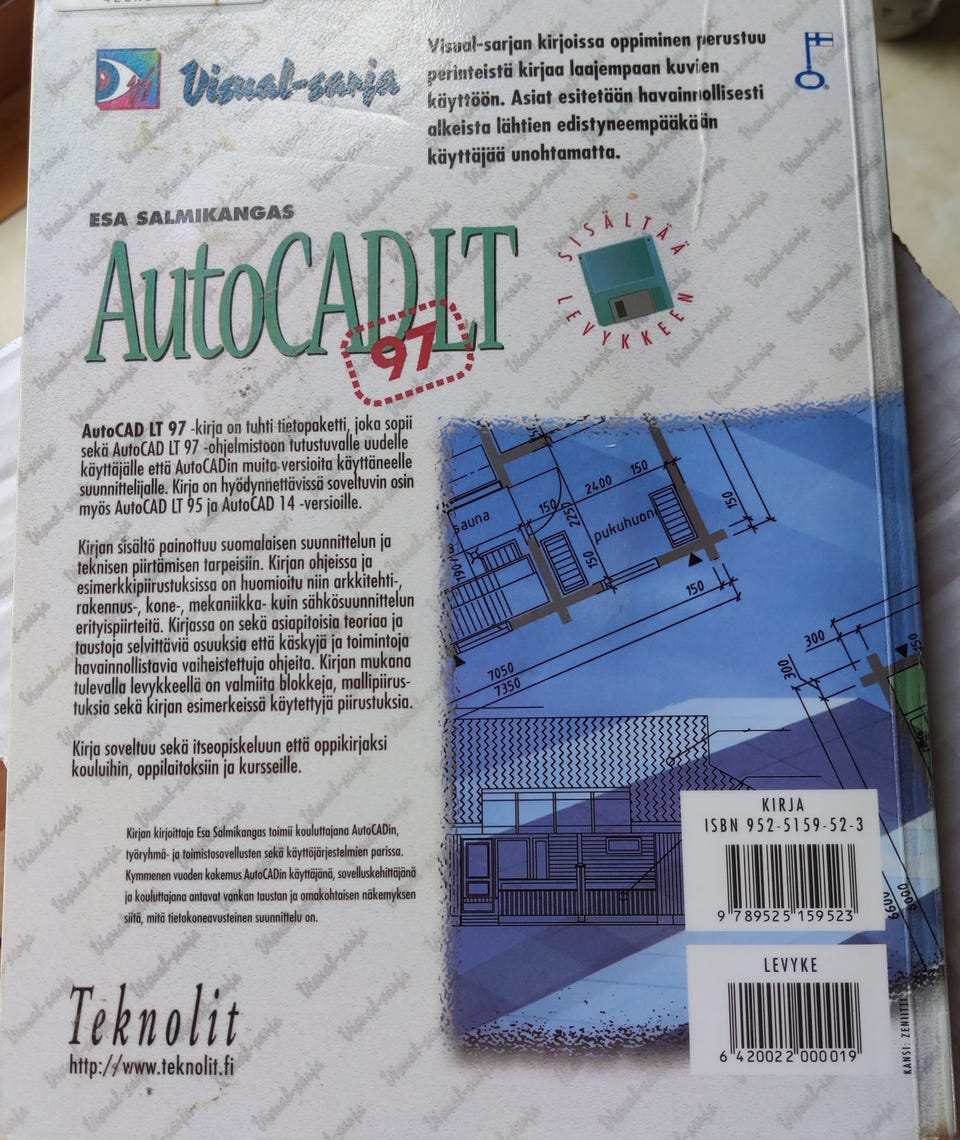 Visual-sarja
Visual-sarjan kirjoissa oppiminen perustuu
perinteistä kirjaa laajempaan kuvien
käyttöön. Asiat esitetään havainnollisesti
alkeista lähtien edistyneempääkään
käyttäjää unohtamatta.
ESA SALMIKANGAS
AutoCAD LT
97
SISÄLTÄÄ
LEVYKKEEN
AutoCAD LT 97 -kirja on tuhti tietopaketti, joka sopii
sekä AutoCAD LT 97 -ohjelmistoon tutustuvalle uudelle
käyttäjälle että AutoCADin muita versioita käyttäneelle
suunnittelijalle. Kirja on hyödynnettävissä soveltuvin osin
myös AutoCAD LT 95 ja AutoCAD 14 -versioille.
Kirjan sisältö painottuu suomalaisen suunnittelun ja
teknisen piirtämisen tarpeisiin. Kirjan ohjeissa ja
esimerkkipiirustuksissa on huomioitu niin arkkitehti-,
rakennus-, kone-, mekaniikka- kuin sähkösuunnittelun
erityispiirteitä. Kirjassa on sekä asiapitoisia teoriaa ja
taustoja selvittäviä osuuksia että käskyjä ja toimintoja
havainnollistavia vaiheistettuja ohjeita. Kirjan mukana
tulevalla levykkeellä on valmiita blokkeja, mallipiirus-
tuksia sekä kirjan esimerkeissä käytettyjä piirustuksia.
Kirja soveltuu sekä itseopiskeluun että oppikirjaksi
kouluihin, oppilaitoksiin ja kursseille.
Kirjan kirjoittaja Esa Salmikangas toimii kouluttajana AutoCADin,
työryhmä- ja toimistosovellusten sekä käyttöjärjestelmien parissa.
Kymmenen vuoden kokemus AutoCADin käyttäjänä, sovelluskehittäjänä
ja kouluttajana antavat vankan taustan ja omakohtaisen näkemyksen
siitä, mitä tietokoneavusteinen suunnittelu on.
Teknolit
http://www.teknolit.fi
sauna
150
2250
2400
150
pukuhuone
150
150
150
7050
7350
300
300
6600
8000
KIRJA
ISBN 952-5159-52-3
9 789525 159523
LEVYKE
6 420022 000019
KANSI: ZENIITTI